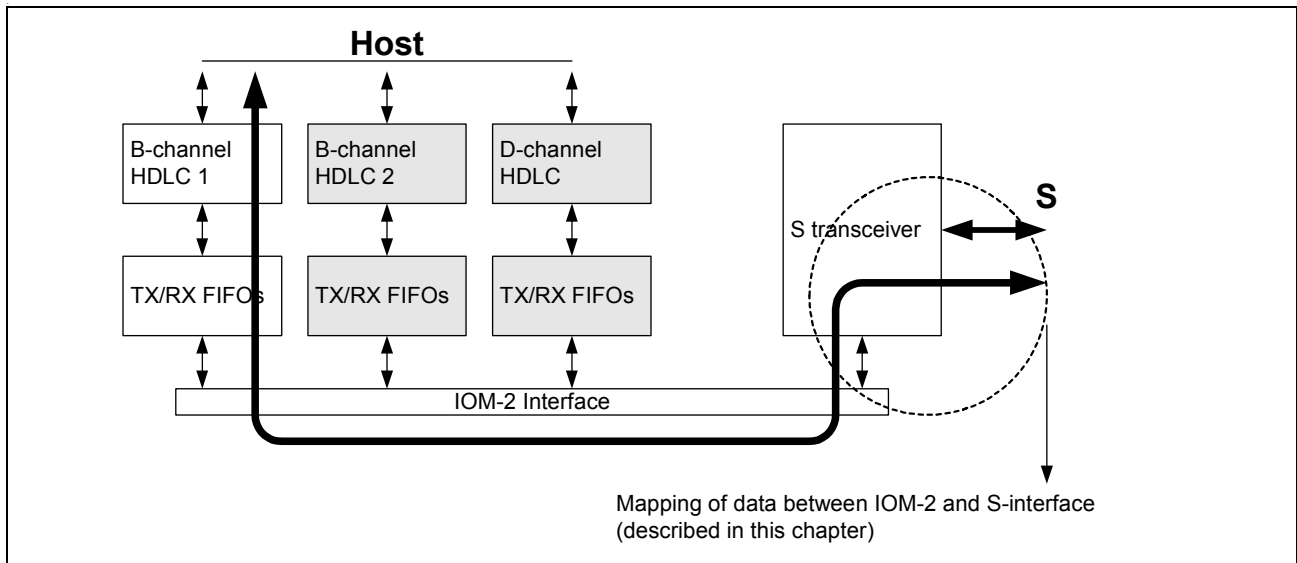 Host
B-channel
HDLC 1
B-channel
HDLC 2
D-channel
HDLC
S
S transceiver
TX/RX FIFOs
TX/RX FIFOs
TX/RX FIFOs
IOM-2 Interface
Mapping of data between IOM-2 and S-interface
(described in this chapter)